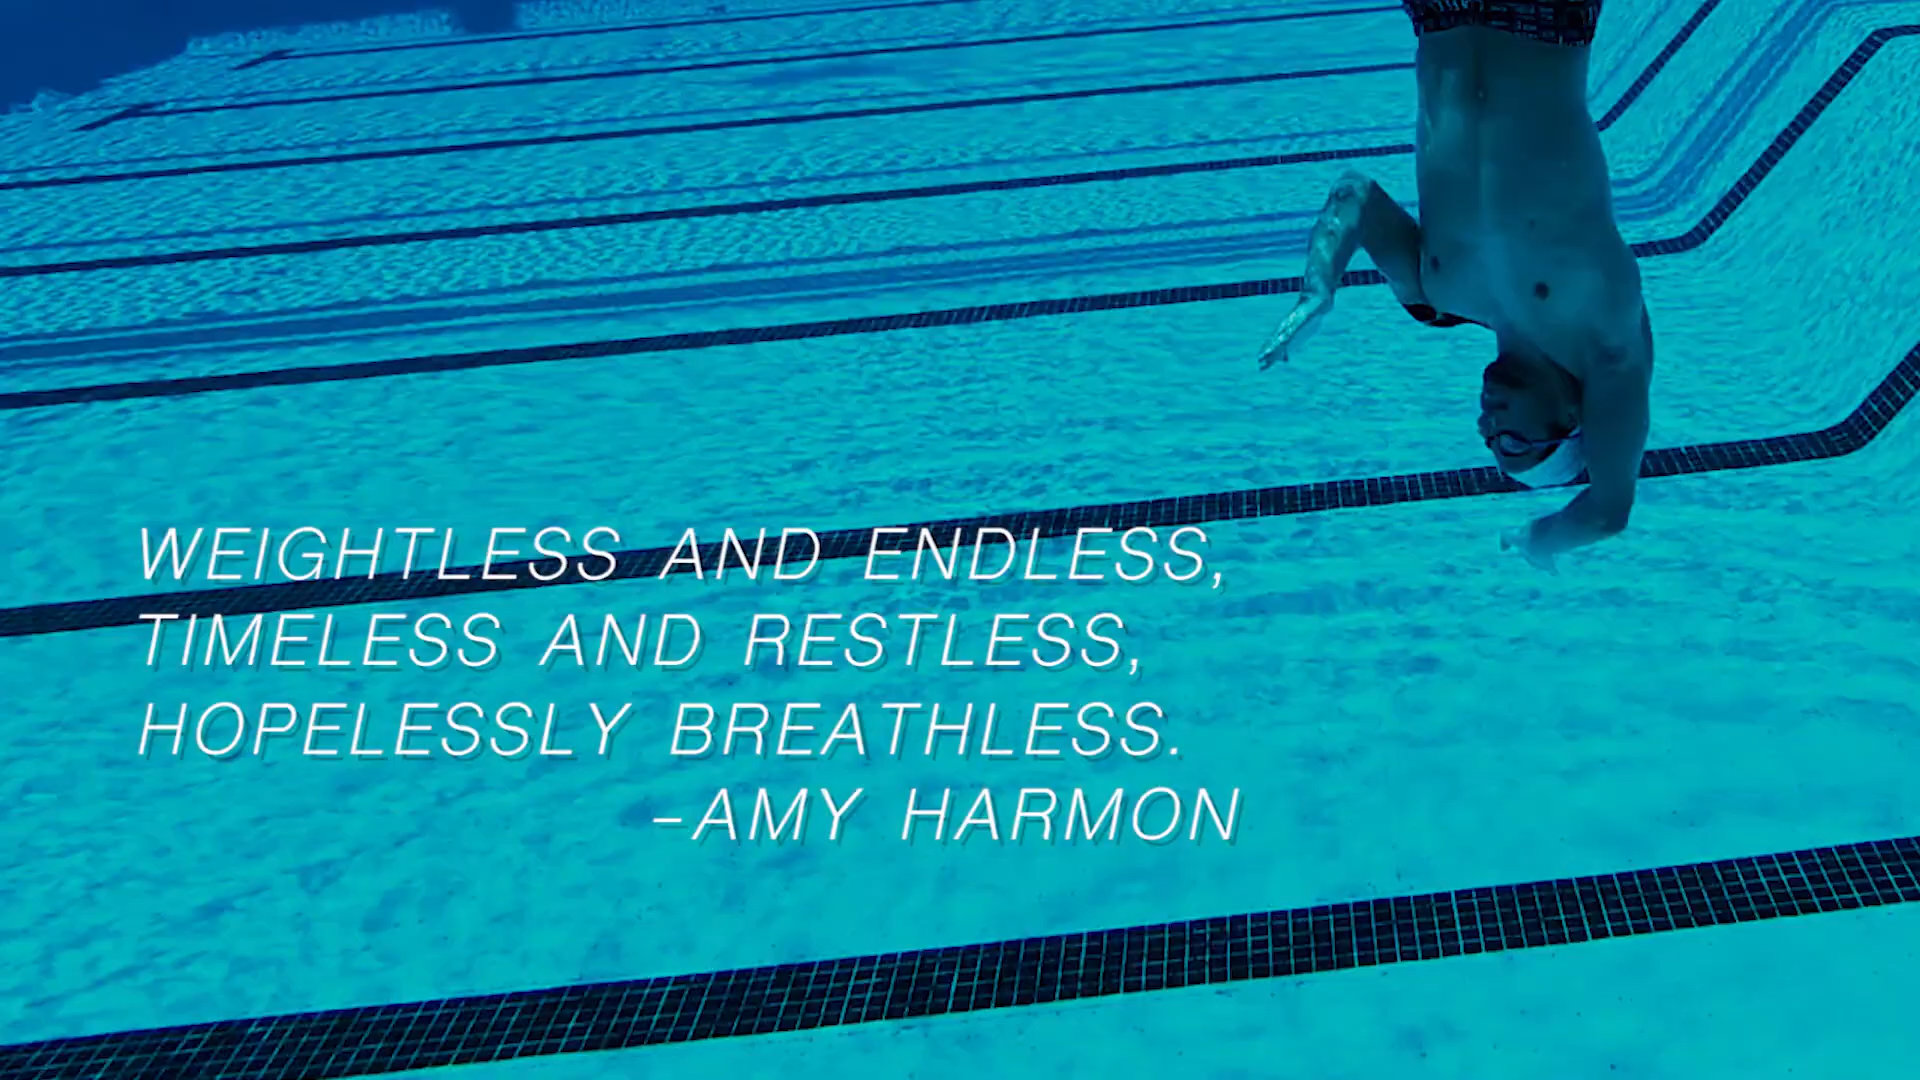 WEIGHTLESS AND ENDLESS,
TIMELESS AND RESTLESS,
HOPELESSLY BREATHLESS.
-AMY HARMON